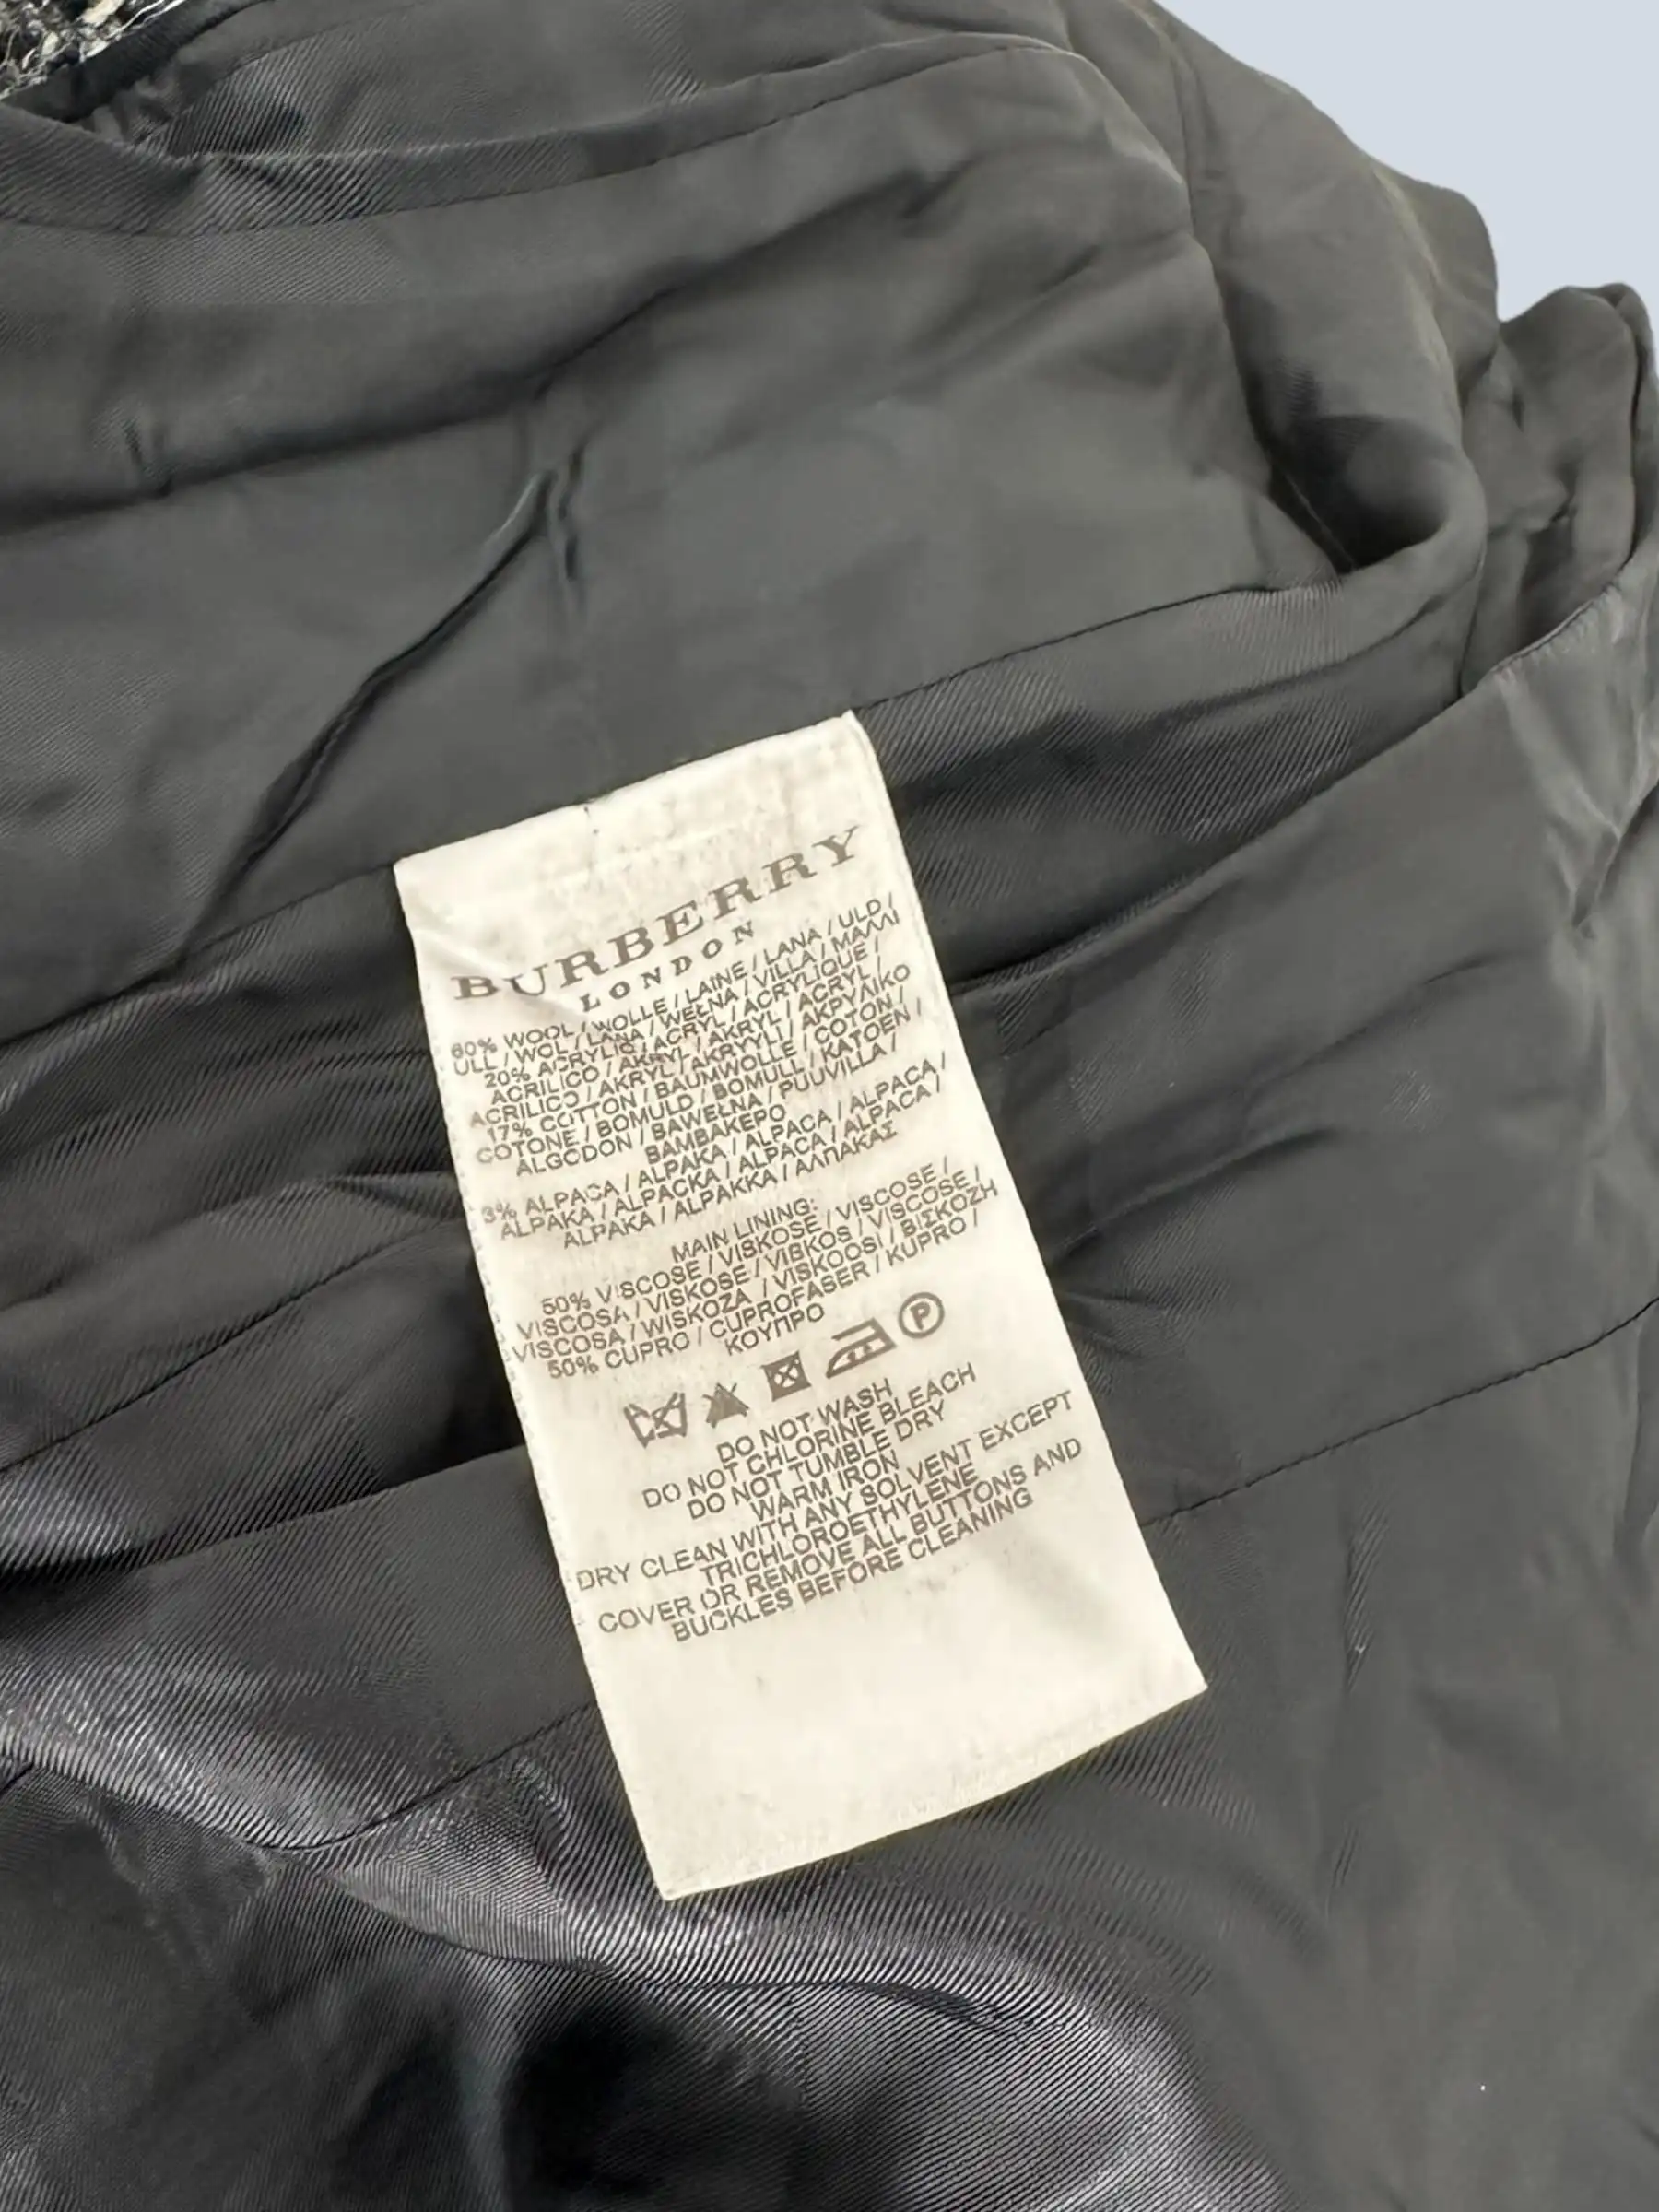 BURBERRY
LONDON
60% WOOL / WOLLE / LAINE / LANA / ULD /
ULL / WOL / LANA / WEŁNA / VILLA / ΜΑΛΛΙ
20% ACRYLIC / ACRYL / ACRYLIQUE /
ACRILICO / AKRYL / AKRYL / ACRYL /
ACRILICO / AKRYL / AKRYYLI / ΑΚΡΥΛΙΚΟ
17% COTTON / BAUMWOLLE / COTON /
COTONE / BOMULD / BOMULL / KATOEN /
ALGODON / BAWEŁNA / PUUVILLA /
ΒΑΜΒΑΚΕΡΟ
3% ALPACA / ALPAKA / ALPACA / ALPACA /
ALPAKA / ALPACKA / ALPACA / ALPACA /
ALPAKA / ALPAKKA / ΑΛΠΑΚΑΣ
MAIN LINING:
50% VISCOSE / VISKOSE / VISCOSE /
VISCOSA / VISKOSE / VISKOS / VISCOSE /
VISCOSA / WISKOZA / VISKOOSI / ΒΙΣΚΟΖΗ
50% CUPRO / CUPROFASER / KUPRO /
ΚΟΥΠΡΟ
P
DO NOT WASH
DO NOT CHLORINE BLEACH
DO NOT TUMBLE DRY
WARM IRON
DRY CLEAN WITH ANY SOLVENT EXCEPT
TRICHLOROETHYLENE
COVER OR REMOVE ALL BUTTONS AND
BUCKLES BEFORE CLEANING